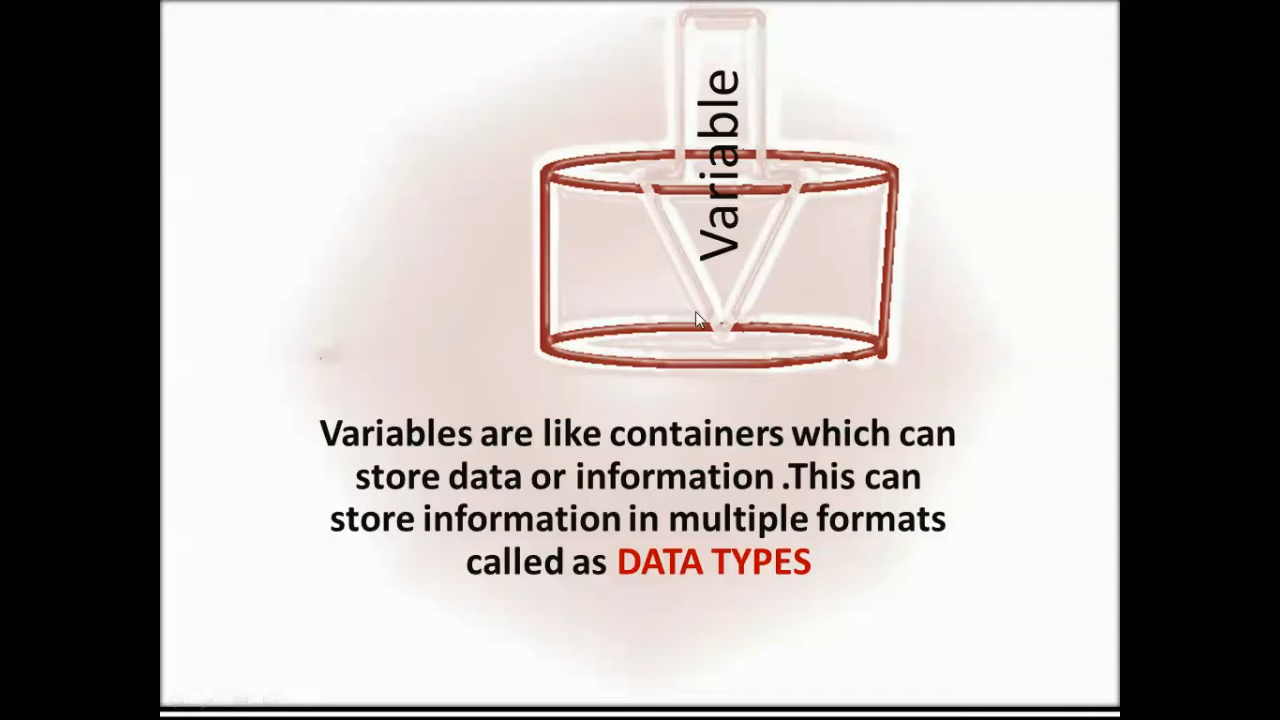 Variable
Variables are like containers which can
store data or information .This can
store information in multiple formats
called as DATA TYPES